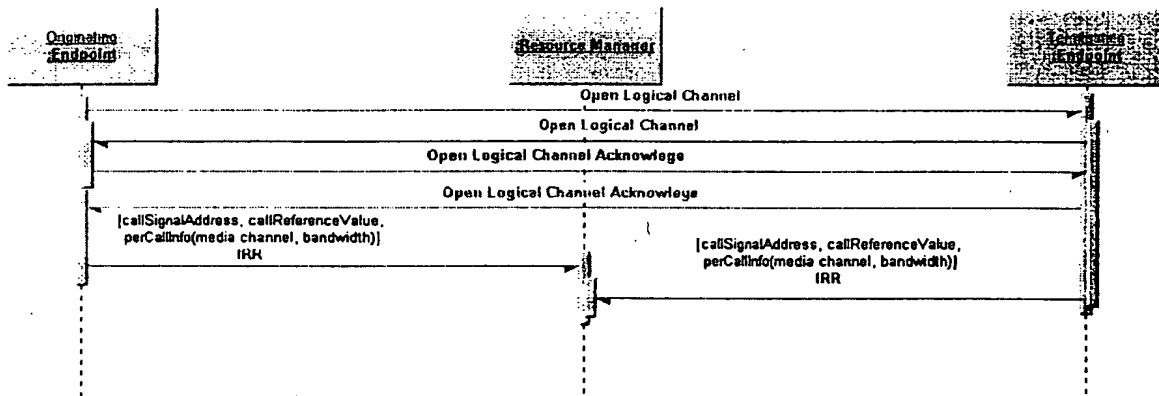 Originating
:Endpoint
:Resource Manager
:Endpoint
Open Logical Channel
Open Logical Channel
Open Logical Channel Acknowlege
Open Logical Channel Acknowlege
[callSignalAddress, callReferenceValue,
perCallInfo(media channel, bandwidth)]
IRR
[callSignalAddress, callReferenceValue,
perCallInfo(media channel, bandwidth)]
IRR